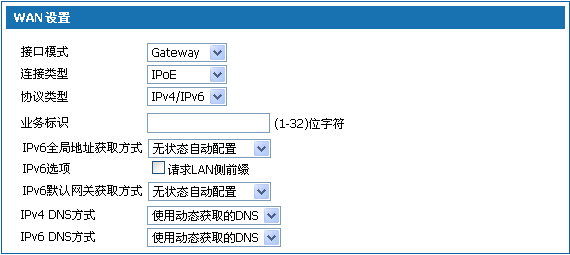 WAN 设置
接口模式 Gateway
连接类型 IPoE
协议类型 IPv4/IPv6
业务标识 (1-32)位字符
IPv6全局地址获取方式 无状态自动配置
IPv6选项 请求LAN侧前缀
IPv6默认网关获取方式 无状态自动配置
IPv4 DNS方式 使用动态获取的DNS
IPv6 DNS方式 使用动态获取的DNS